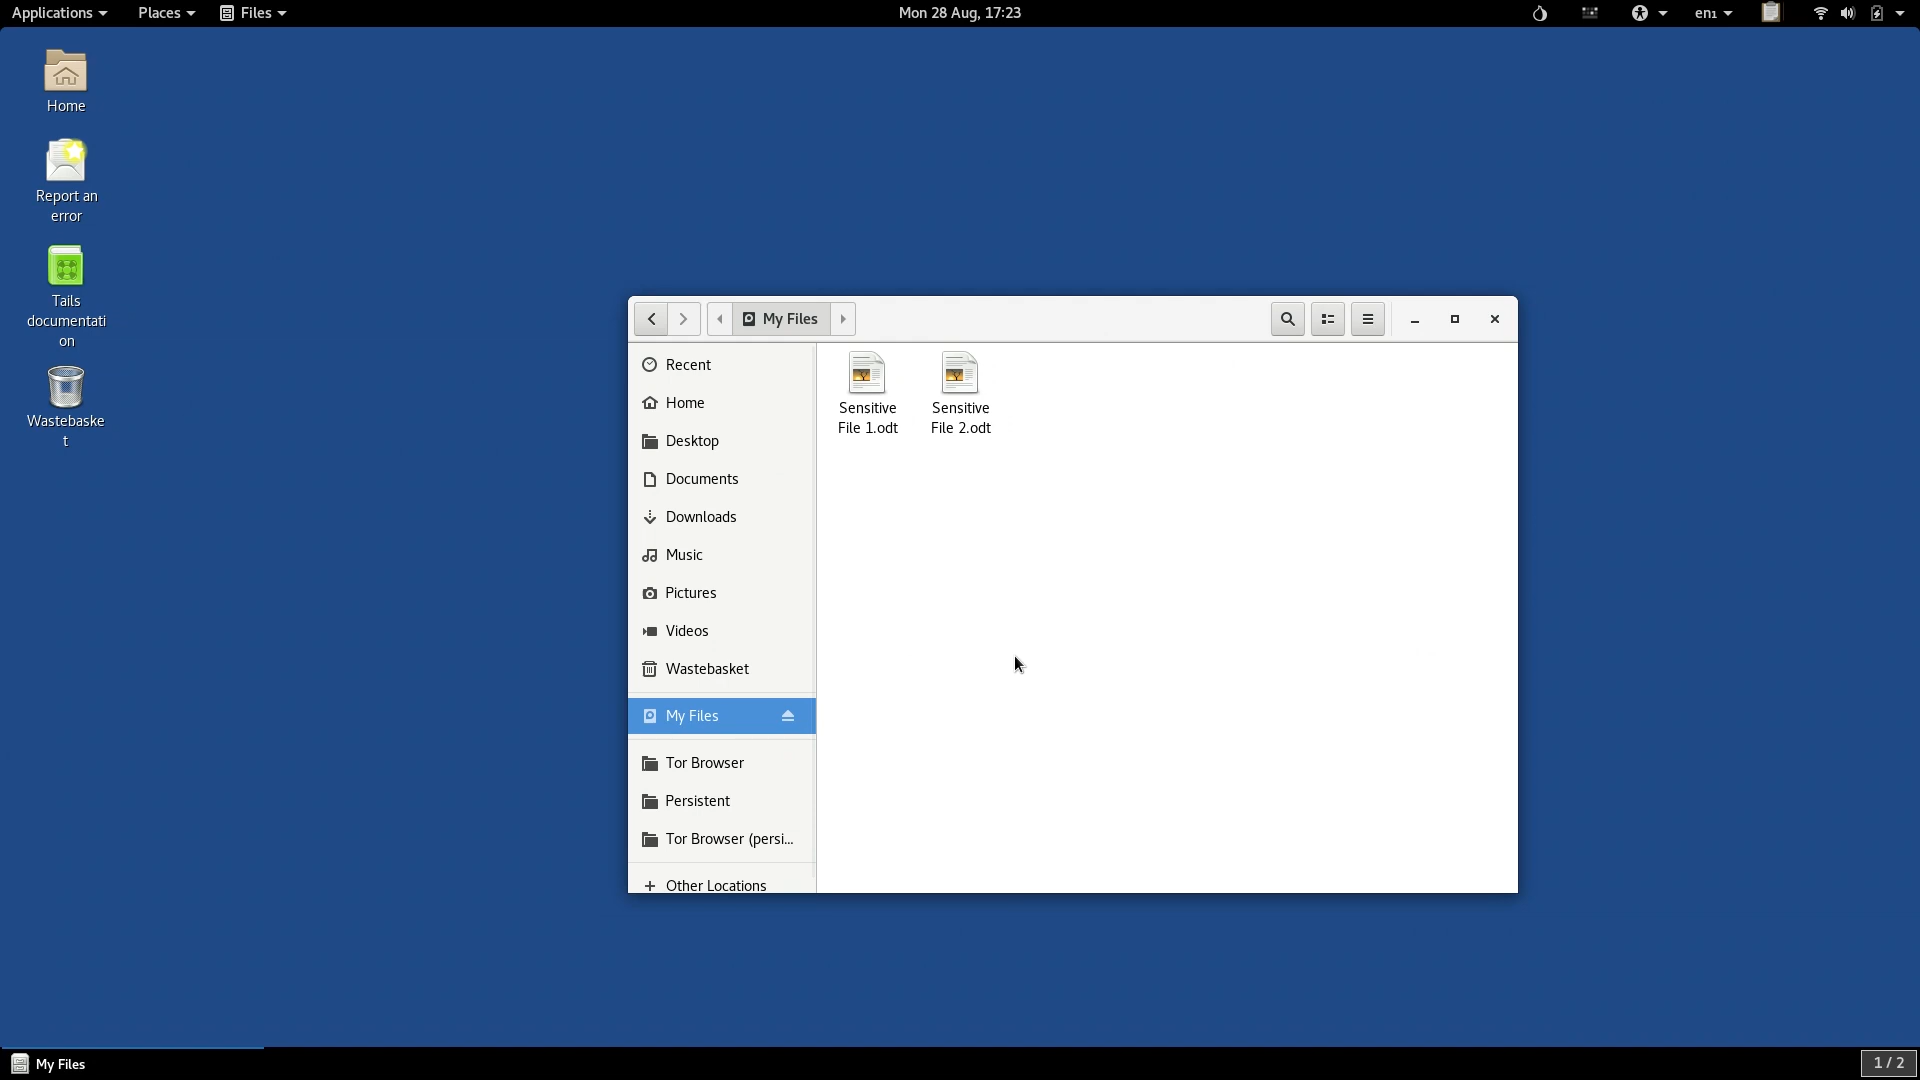 Applications Places Files Mon 28 Aug, 17:23 en1
Home
Report an
error
Tails
documentati
on
Wastebaske
t
My Files
Recent
Home
Desktop
Documents
Downloads
Music
Pictures
Videos
Wastebasket
My Files
Tor Browser
Persistent
Tor Browser (persi...
Other Locations
Sensitive
File 1.odt
Sensitive
File 2.odt
My Files 1 / 2